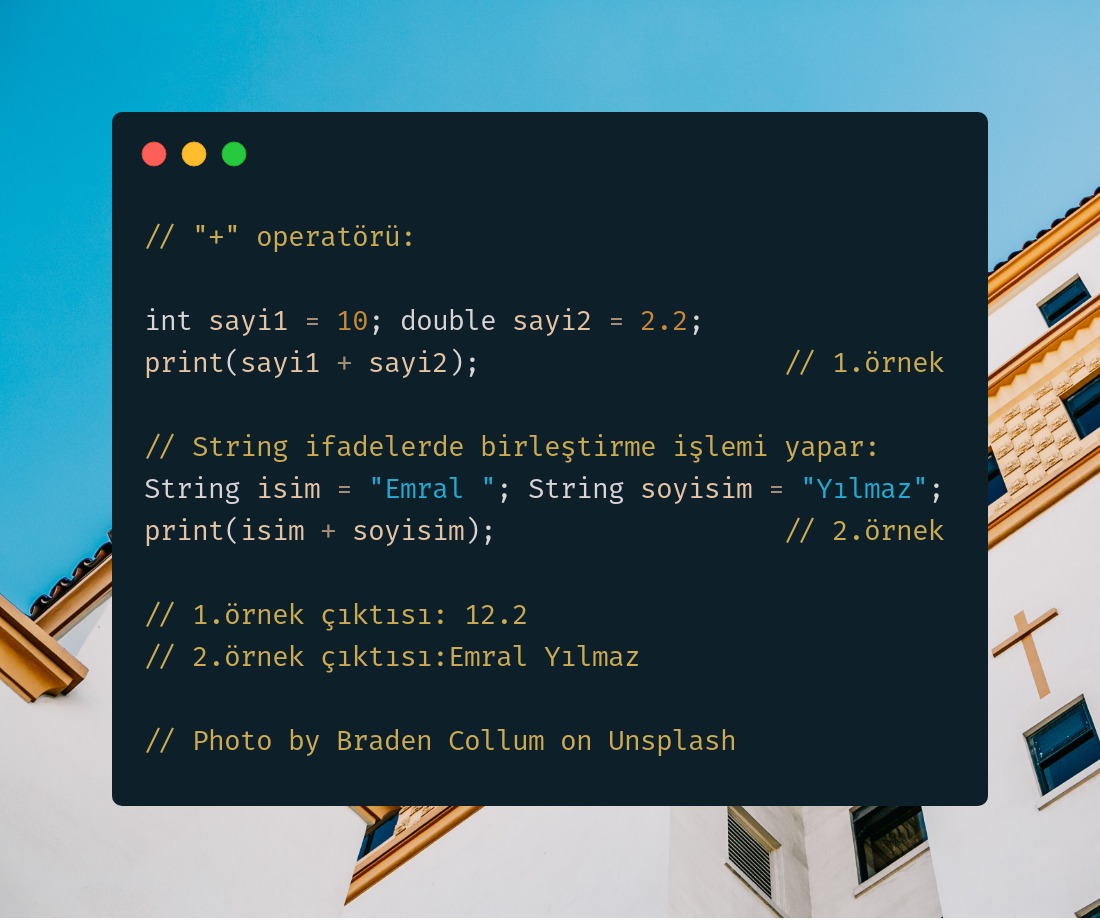 // "+" operatörü:
int sayi1 = 10; double sayi2 = 2.2;
print(sayi1 + sayi2); // 1.örnek
// String ifadelerde birleştirme işlemi yapar:
String isim = "Emral "; String soyisim = "Yılmaz";
print(isim + soyisim); // 2.örnek
// 1.örnek çıktısı: 12.2
// 2.örnek çıktısı:Emral Yılmaz
// Photo by Braden Collum on Unsplash